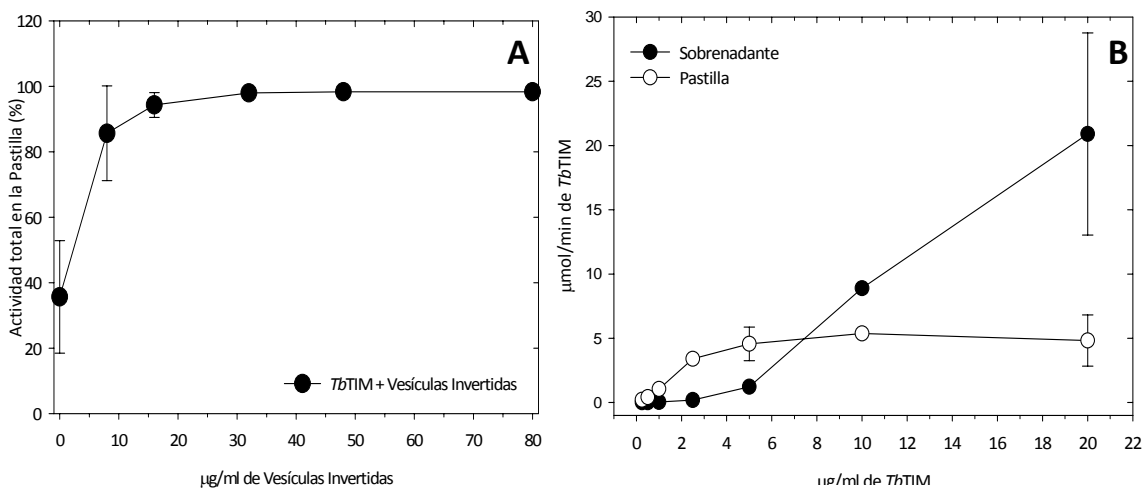 A
Actividad total en la Pastilla (%)
120
100
80
60
40
20
0
TbTIM + Vesículas Invertidas
0 10 20 30 40 50 60 70 80
µg/ml de Vesículas Invertidas
B
µmol/min de TbTIM
30
25
20
15
10
5
0
Sobrenadante
Pastilla
0 2 4 6 8 10 12 14 16 18 20 22
µg/ml de TbTIM